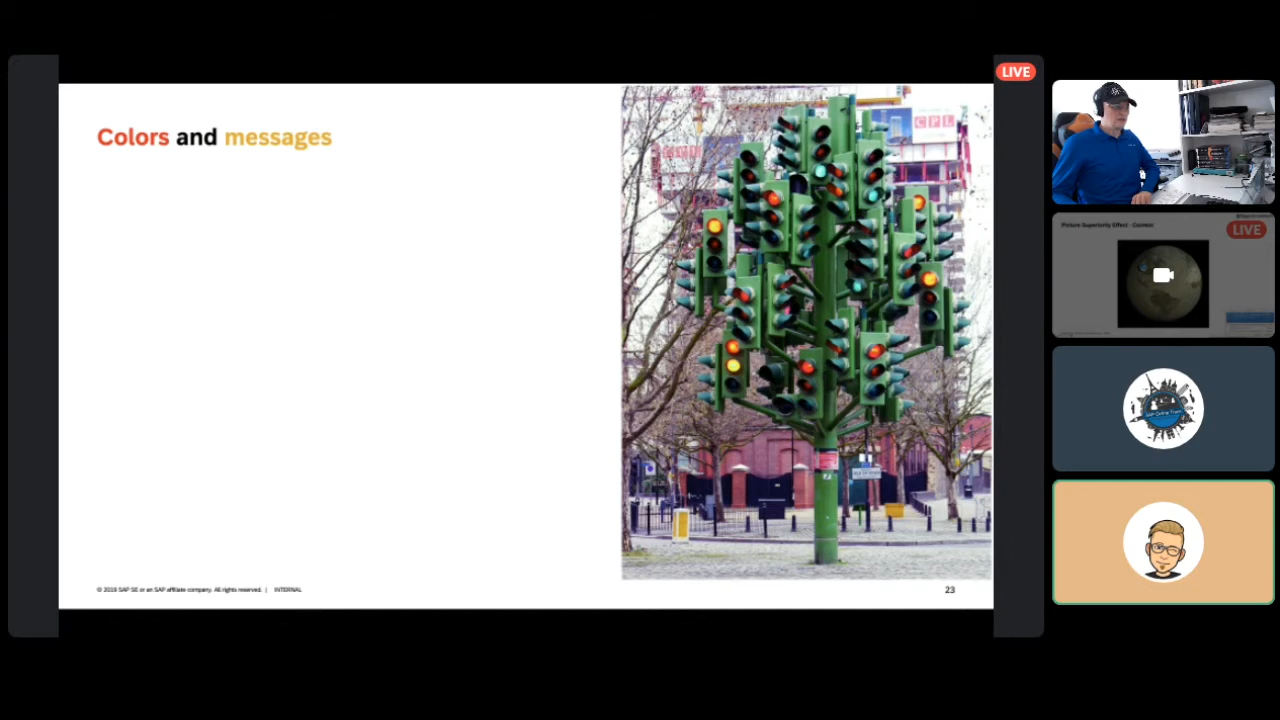 LIVE
Colors and messages
CPL
© 2019 SAP SE or an SAP affiliate company. All rights reserved. | INTERNAL
23
Picture Superiority Effect - Context
LIVE